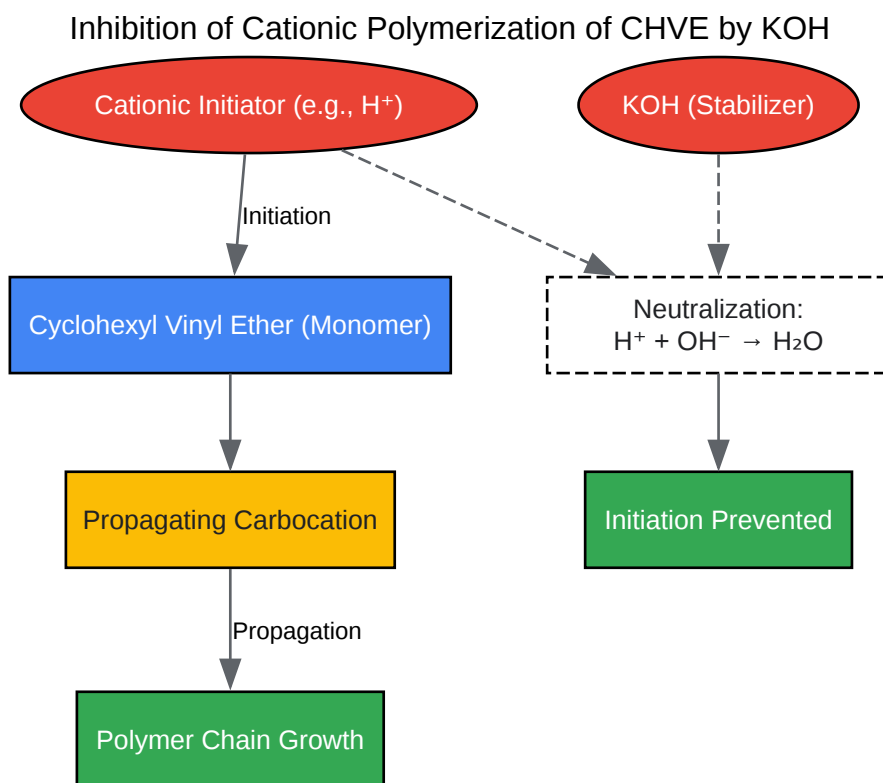 Inhibition of Cationic Polymerization of CHVE by KOH
Cationic Initiator (e.g., H⁺)
KOH (Stabilizer)
Initiation
Cyclohexyl Vinyl Ether (Monomer)
Neutralization:
H⁺ + OH⁻ → H₂O
Propagating Carbocation
Initiation Prevented
Propagation
Polymer Chain Growth